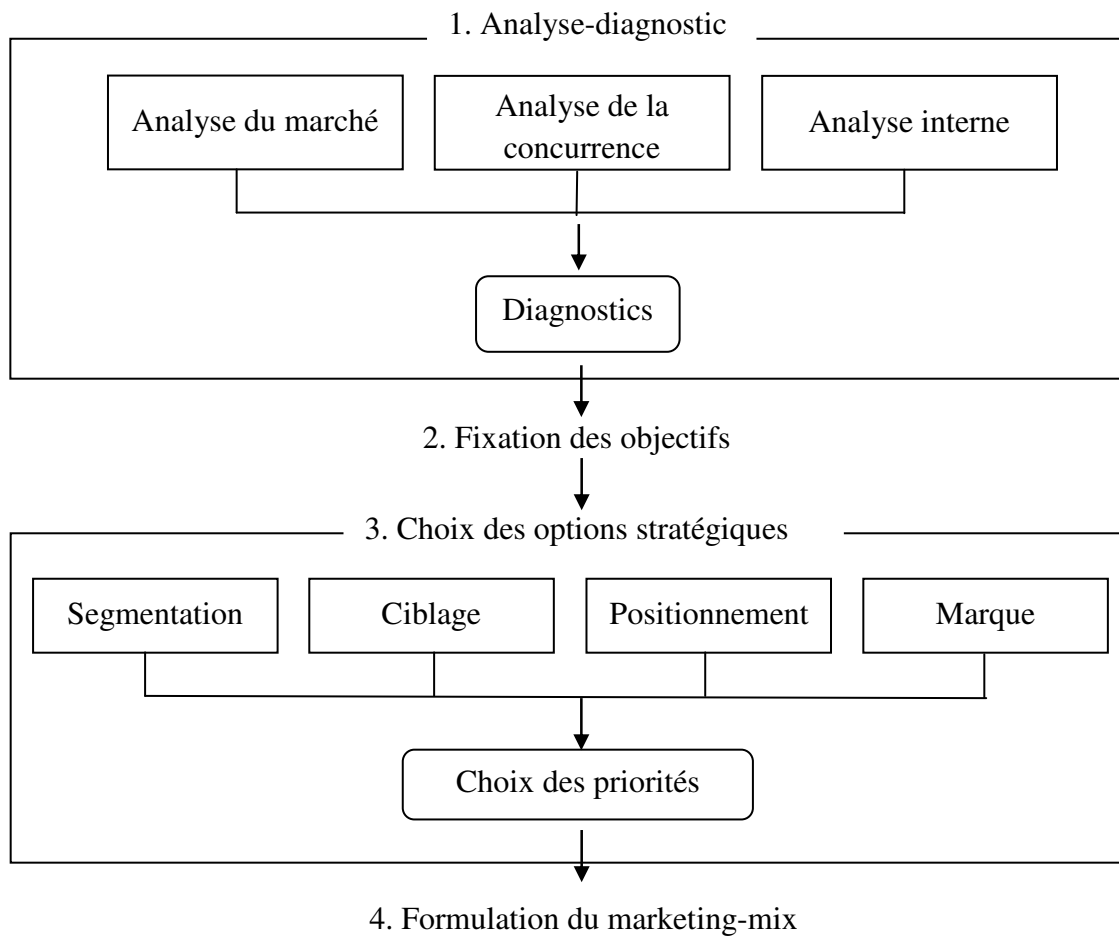 1. Analyse-diagnostic
Analyse du marché
Analyse de la
concurrence
Analyse interne
Diagnostics
2. Fixation des objectifs
3. Choix des options stratégiques
Segmentation
Ciblage
Positionnement
Marque
Choix des priorités
4. Formulation du marketing-mix